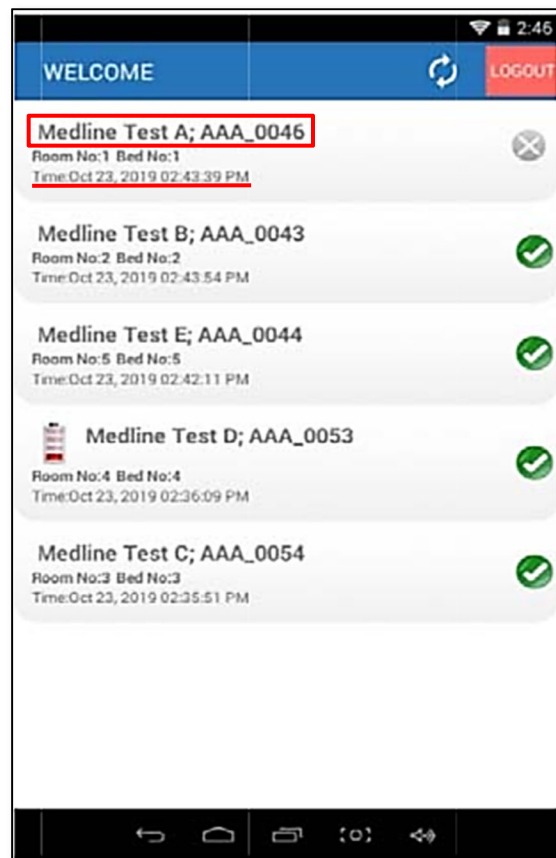 2:46
WELCOME
LOGOUT
Medline Test A; AAA_0046
Room No:1 Bed No:1
Time:Oct 23, 2019 02:43:39 PM
Medline Test B; AAA_0043
Room No:2 Bed No:2
Time:Oct 23, 2019 02:43:54 PM
Medline Test E; AAA_0044
Room No:5 Bed No:5
Time:Oct 23, 2019 02:42:11 PM
Medline Test D; AAA_0053
Room No:4 Bed No:4
Time:Oct 23, 2019 02:36:09 PM
Medline Test C; AAA_0054
Room No:3 Bed No:3
Time:Oct 23, 2019 02:35:51 PM